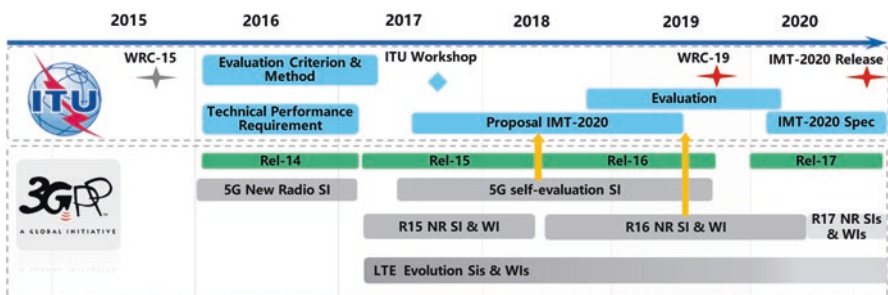 2015 2016 2017 2018 2019 2020
WRC-15
Evaluation Criterion &
Method
ITU Workshop
WRC-19
IMT-2020 Release
ITU
Evaluation
Technical Performance
Requirement
Proposal IMT-2020
IMT-2020 Spec
Rel-14 Rel-15 Rel-16 Rel-17
3GPP
TM
A GLOBAL INITIATIVE
5G New Radio SI
5G self-evaluation SI
R15 NR SI & WI
R16 NR SI & WI
R17 NR SIs
& WIs
LTE Evolution Sis & WIs